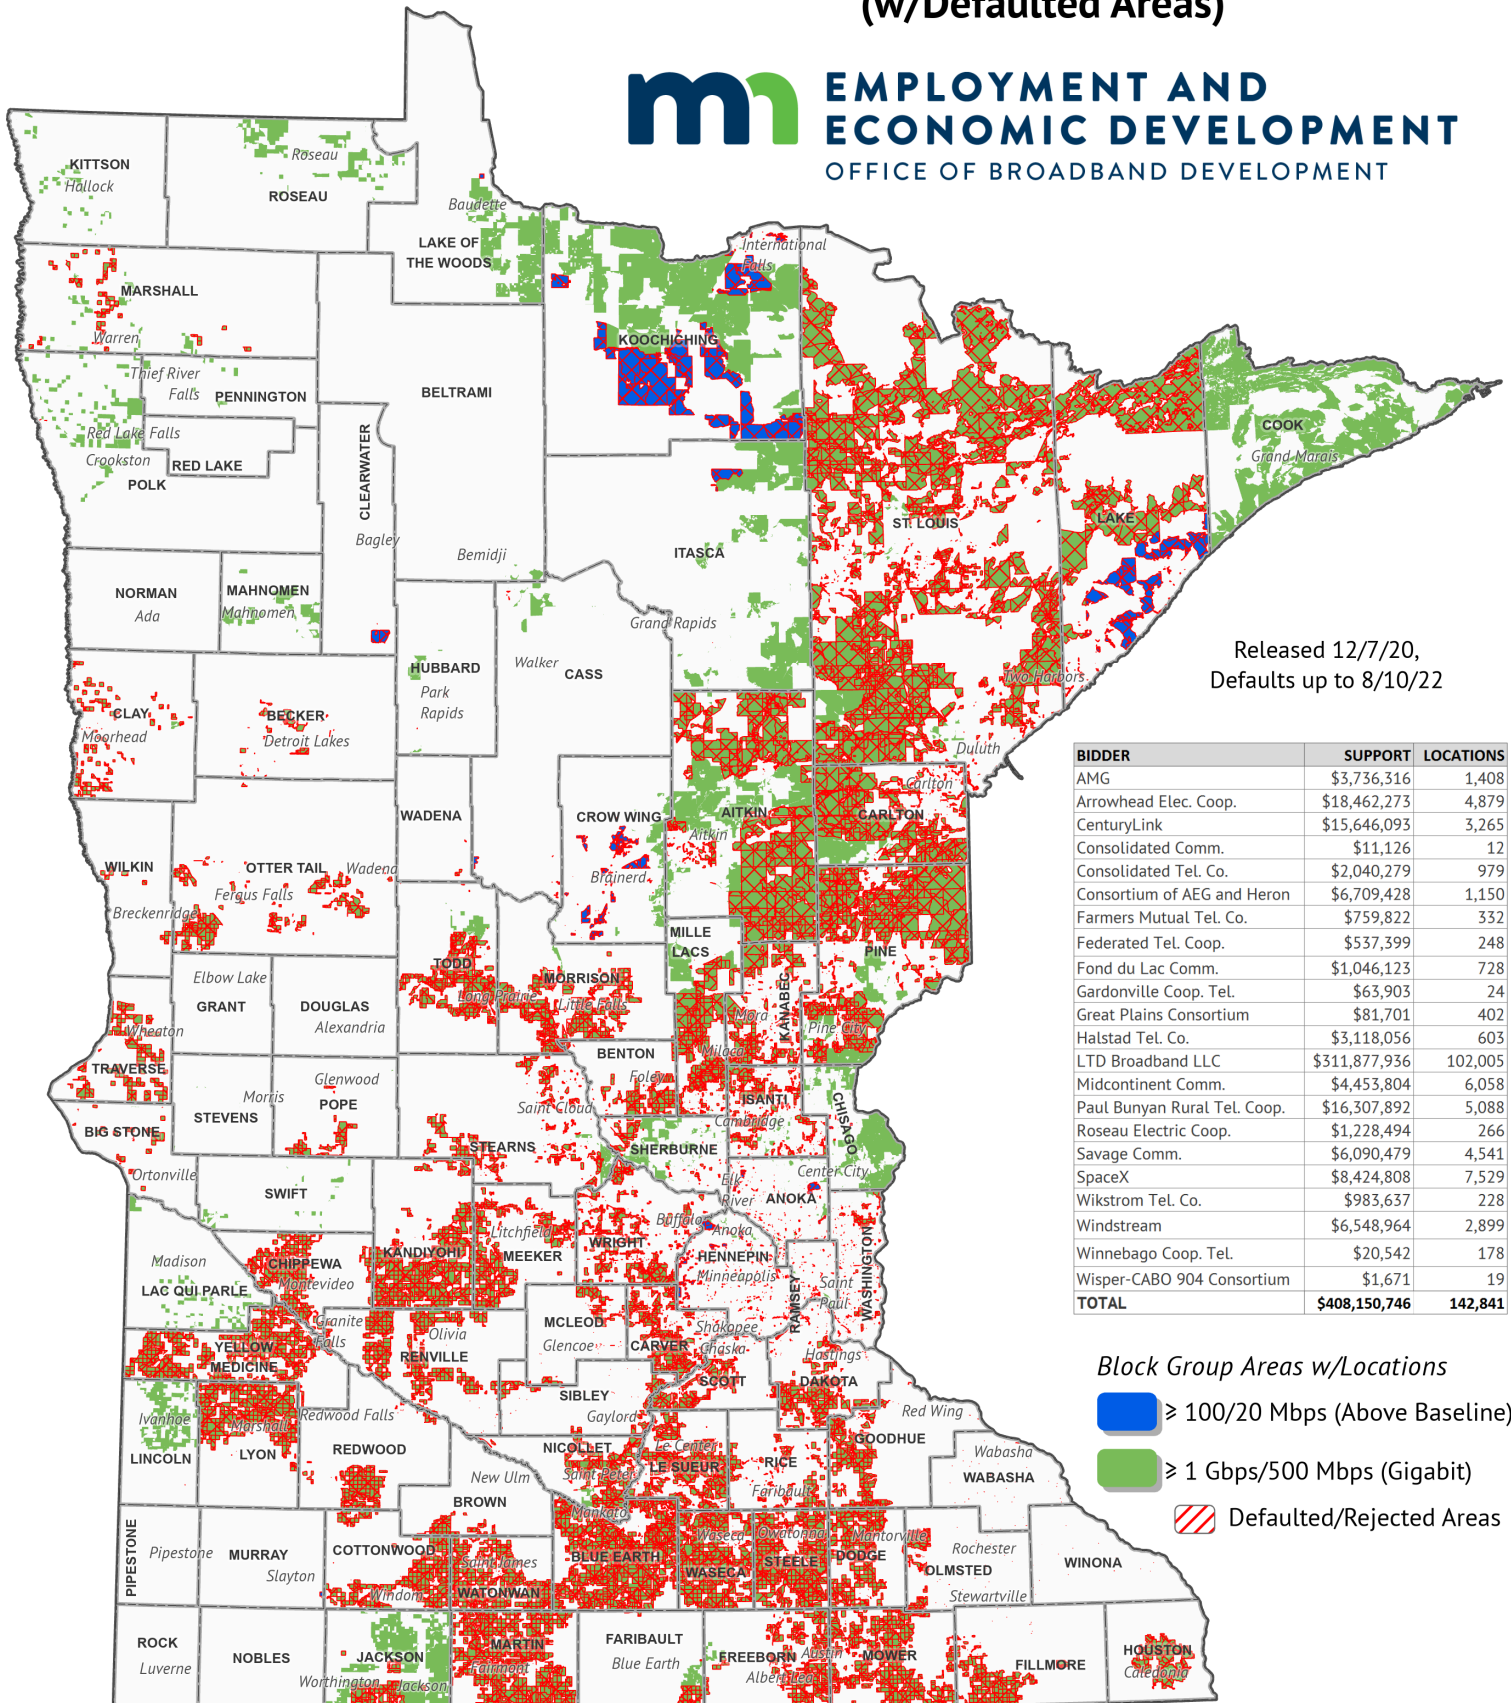 (w/Defaulted Areas)
mn EMPLOYMENT AND
ECONOMIC DEVELOPMENT
OFFICE OF BROADBAND DEVELOPMENT
KITTSON
Hallock
Roseau
ROSEAU
Baudette
LAKE OF
THE WOODS
International
Falls
MARSHALL
Warren
KOOCHICHING
Thief River
Falls
PENNINGTON
BELTRAMI
Red Lake Falls
Crookston
RED LAKE
POLK
CLEARWATER
Bagley
Bemidji
COOK
Grand Marais
ST. LOUIS
LAKE
ITASCA
NORMAN
Ada
MAHNOMEN
Mahnomen
Grand Rapids
HUBBARD
Park
Rapids
Walker
CASS
Two Harbors
CLAY
Moorhead
BECKER
Detroit Lakes
Duluth
Released 12/7/20,
Defaults up to 8/10/22
WADENA
CROW WING
AITKIN
Aitkin
Carlton
CARLTON
WILKIN
OTTER TAIL
Wadena
Fergus Falls
Breckenridge
Brainerd
MILLE
LACS
PINE
Elbow Lake
GRANT
DOUGLAS
Alexandria
TODD
Long Prairie
MORRISON
Little Falls
KANABEC
Mora
Pine City
Wheaton
TRAVERSE
Milaca
BENTON
Foley
Glenwood
POPE
Morris
STEVENS
Saint Cloud
ISANTI
Cambridge
CHISAGO
Center City
BIG STONE
Ortonville
STEARNS
SHERBURNE
Elk
River
ANOKA
Anoka
SWIFT
Litchfield
MEEKER
Buffalo
WRIGHT
HENNEPIN
Minneapolis
RAMSEY
Saint
Paul
WASHINGTON
Madison
LAC QUI PARLE
CHIPPEWA
Montevideo
KANDIYOHI
Granite
Falls
YELLOW
MEDICINE
Olivia
RENVILLE
MCLEOD
Glencoe
CARVER
Shakopee
Chaska
SCOTT
Hastings
DAKOTA
SIBLEY
Gaylord
Ivanhoe
LINCOLN
Marshall
LYON
Redwood Falls
REDWOOD
NICOLLET
Saint Peter
New Ulm
Le Center
LE SUEUR
RICE
Faribault
Red Wing
GOODHUE
Wabasha
WABASHA
BROWN
Mankato
PIPESTONE
Pipestone
MURRAY
Slayton
COTTONWOOD
Windom
Saint James
WATONWAN
BLUE EARTH
Waseca
WASECA
Owatonna
STEELE
Mantorville
DODGE
Rochester
OLMSTED
Stewartville
WINONA
ROCK
Luverne
NOBLES
Worthington
JACKSON
Jackson
MARTIN
Fairmont
FARIBAULT
Blue Earth
FREEBORN
Albert Lea
Austin
MOWER
FILLMORE
HOUSTON
Caledonia
BIDDER SUPPORT LOCATIONS
AMG $3,736,316 1,408
Arrowhead Elec. Coop. $18,462,273 4,879
CenturyLink $15,646,093 3,265
Consolidated Comm. $11,126 12
Consolidated Tel. Co. $2,040,279 979
Consortium of AEG and Heron $6,709,428 1,150
Farmers Mutual Tel. Co. $759,822 332
Federated Tel. Coop. $537,399 248
Fond du Lac Comm. $1,046,123 728
Gardonville Coop. Tel. $63,903 24
Great Plains Consortium $81,701 402
Halstad Tel. Co. $3,118,056 603
LTD Broadband LLC $311,877,936 102,005
Midcontinent Comm. $4,453,804 6,058
Paul Bunyan Rural Tel. Coop. $16,307,892 5,088
Roseau Electric Coop. $1,228,494 266
Savage Comm. $6,090,479 4,541
SpaceX $8,424,808 7,529
Wikstrom Tel. Co. $983,637 228
Windstream $6,548,964 2,899
Winnebago Coop. Tel. $20,542 178
Wisper-CABO 904 Consortium $1,671 19
TOTAL $408,150,746 142,841
Block Group Areas w/Locations
⩾ 100/20 Mbps (Above Baseline)
⩾ 1 Gbps/500 Mbps (Gigabit)
Defaulted/Rejected Areas